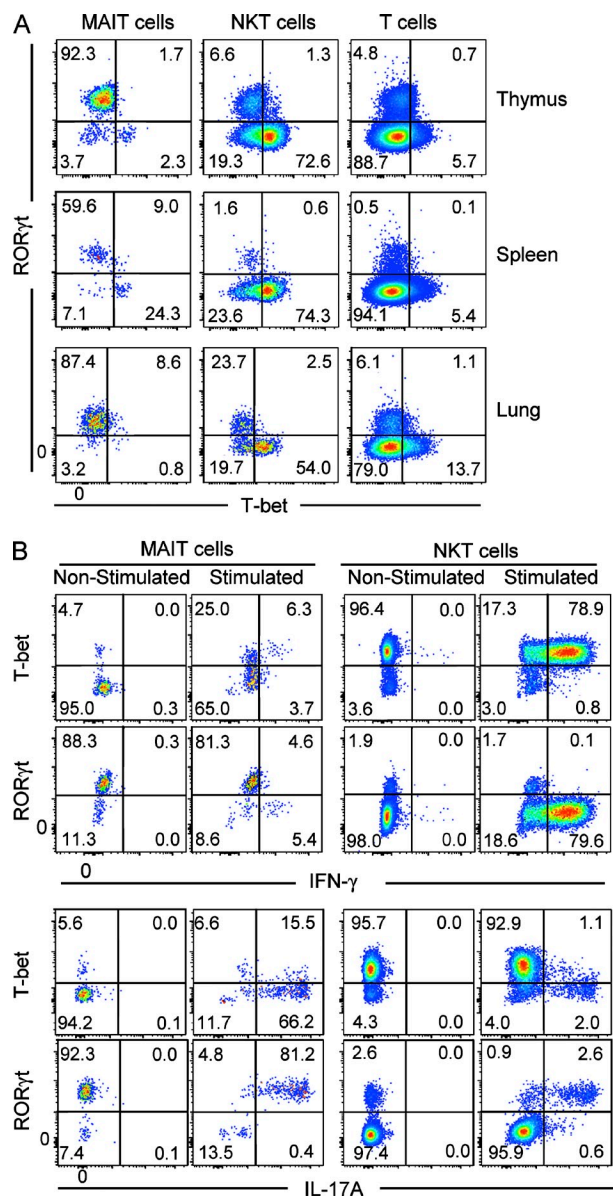 A
MAIT cells NKT cells T cells
92.3 1.7 6.6 1.3 4.8 0.7
Thymus
3.7 2.3 19.3 72.6 88.7 5.7
59.6 9.0 1.6 0.6 0.5 0.1
RORγt
Spleen
7.1 24.3 23.6 74.3 94.1 5.4
87.4 8.6 23.7 2.5 6.1 1.1
Lung
0
3.2 0.8 19.7 54.0 79.0 13.7
0
T-bet
B
MAIT cells NKT cells
Non-Stimulated Stimulated Non-Stimulated Stimulated
4.7 0.0 25.0 6.3 96.4 0.0 17.3 78.9
T-bet
95.0 0.3 65.0 3.7 3.6 0.0 3.0 0.8
88.3 0.3 81.3 4.6 1.9 0.0 1.7 0.1
RORγt
0
11.3 0.0 8.6 5.4 98.0 0.0 18.6 79.6
0
IFN-γ
5.6 0.0 6.6 15.5 95.7 0.0 92.9 1.1
T-bet
94.2 0.1 11.7 66.2 4.3 0.0 4.0 2.0
92.3 0.0 4.8 81.2 2.6 0.0 0.9 2.6
RORγt
0
7.4 0.1 13.5 0.4 97.4 0.0 95.9 0.6
0
IL-17A